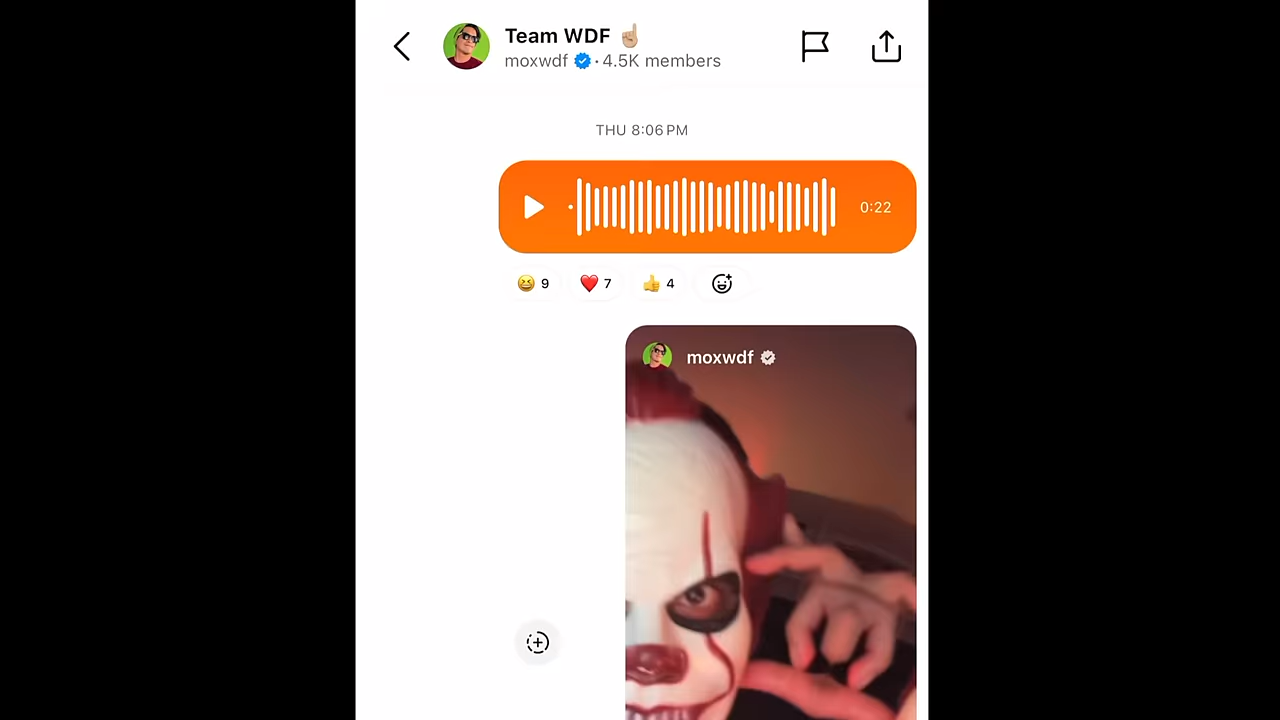 Team WDF ☝🏼
moxwdf · 4.5K members
THU 8:06 PM
0:22
😆 9 ❤️ 7 👍 4
moxwdf